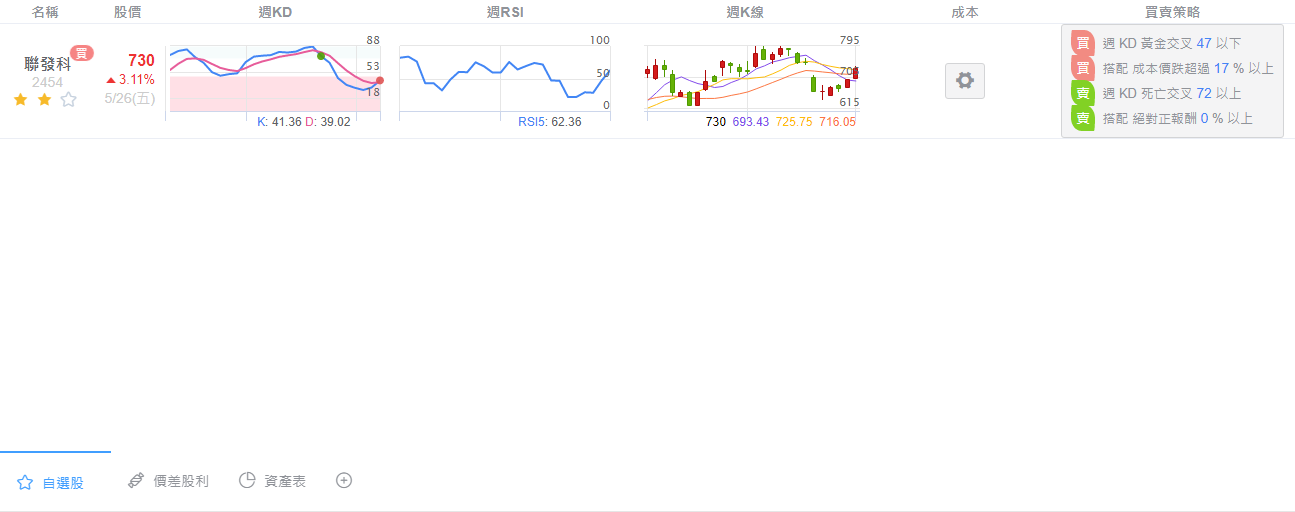 名稱 股價 週KD 週RSI 週K線 成本 買賣策略
聯發科 買
2454
730
▲ 3.11%
5/26(五)
88
53
18
K: 41.36 D: 39.02
100
50
0
RSI5: 62.36
795
705
615
730 693.43 725.75 716.05
買 週 KD 黃金交叉 47 以下
買 搭配 成本價跌超過 17 % 以上
賣 週 KD 死亡交叉 72 以上
賣 搭配 絕對正報酬 0 % 以上
自選股 價差股利 資產表